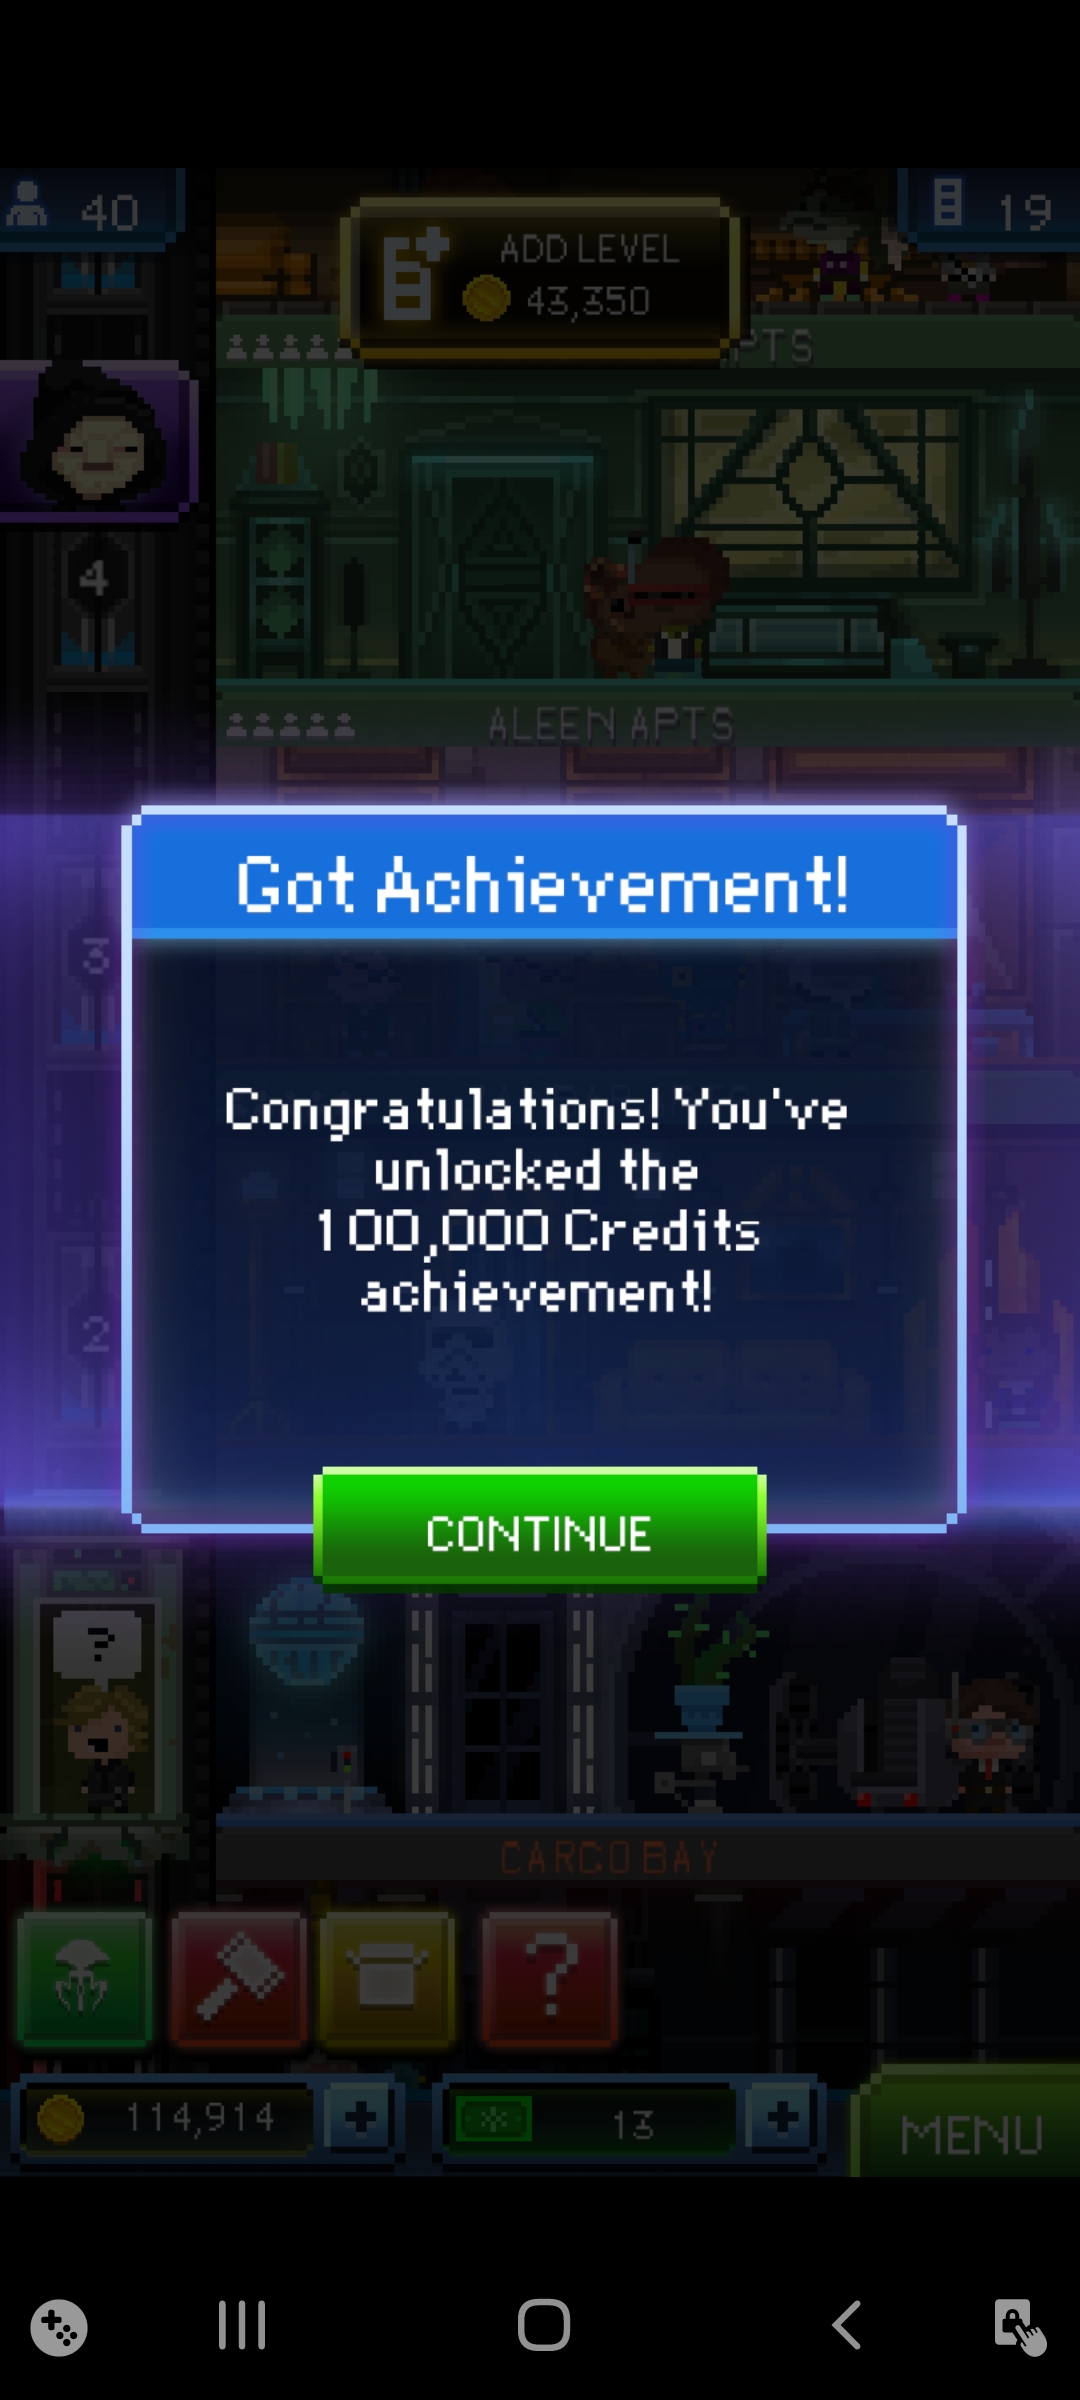 40
19
ADD LEVEL
43,350
PTS
4
ALEEN APTS
Got Achievement!
3
Congratulations! You've
unlocked the
100,000 Credits
achievement!
2
CONTINUE
?
CARGO BAY
?
114,914
13
MENU